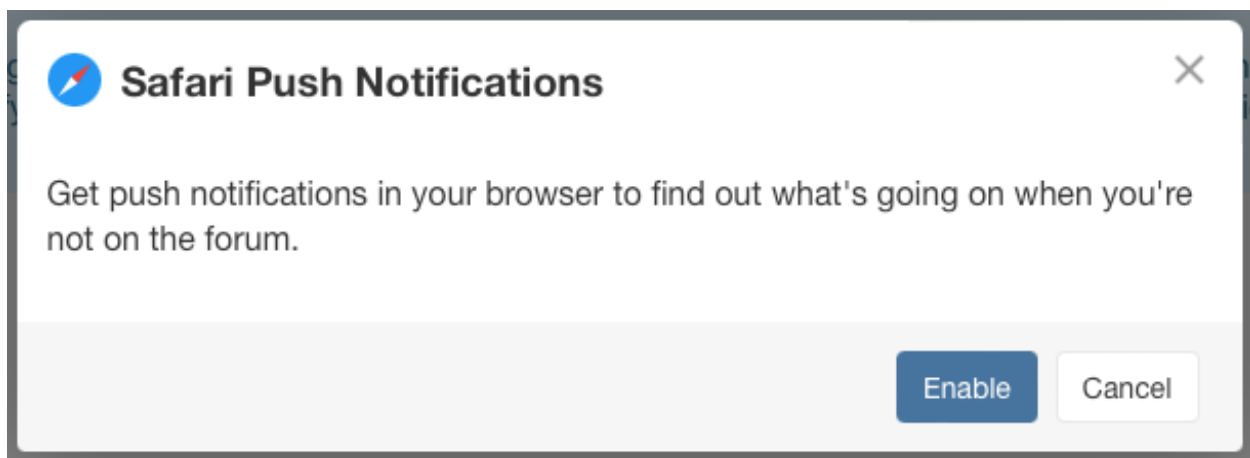 Safari Push Notifications
Get push notifications in your browser to find out what's going on when you're
not on the forum.
Enable
Cancel